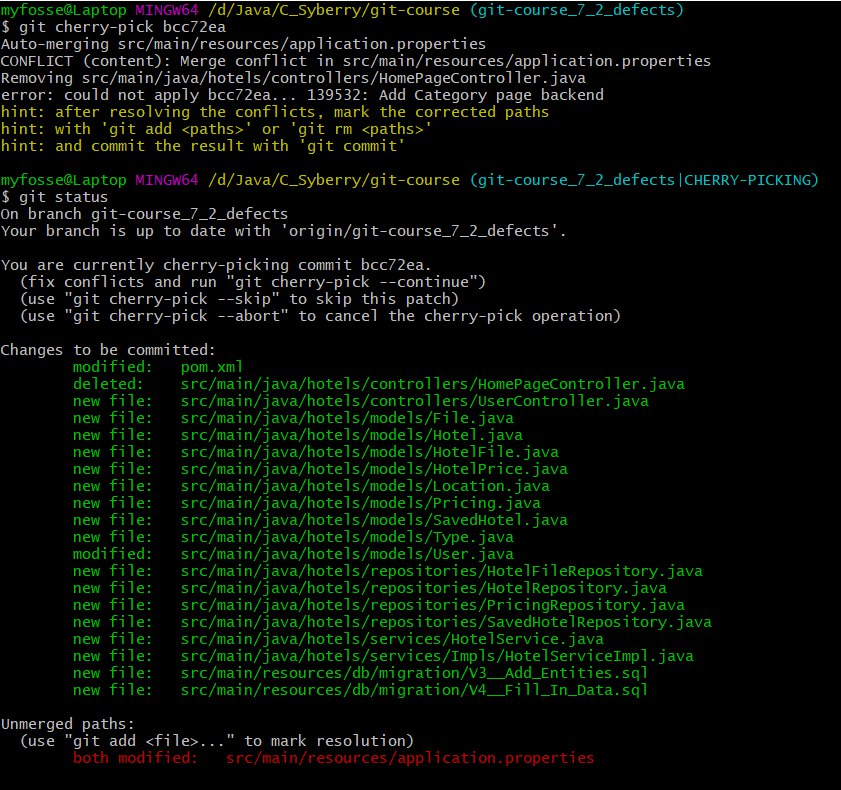 myfosse@Laptop MINGW64 /d/Java/C_Syberry/git-course (git-course_7_2_defects)
$ git cherry-pick bcc72ea
Auto-merging src/main/resources/application.properties
CONFLICT (content): Merge conflict in src/main/resources/application.properties
Removing src/main/java/hotels/controllers/HomePageController.java
error: could not apply bcc72ea... 139532: Add Category page backend
hint: after resolving the conflicts, mark the corrected paths
hint: with 'git add <paths>' or 'git rm <paths>'
hint: and commit the result with 'git commit'
myfosse@Laptop MINGW64 /d/Java/C_Syberry/git-course (git-course_7_2_defects|CHERRY-PICKING)
$ git status
On branch git-course_7_2_defects
Your branch is up to date with 'origin/git-course_7_2_defects'.
You are currently cherry-picking commit bcc72ea.
(fix conflicts and run "git cherry-pick --continue")
(use "git cherry-pick --skip" to skip this patch)
(use "git cherry-pick --abort" to cancel the cherry-pick operation)
Changes to be committed:
modified: pom.xml
deleted: src/main/java/hotels/controllers/HomePageController.java
new file: src/main/java/hotels/controllers/UserController.java
new file: src/main/java/hotels/models/File.java
new file: src/main/java/hotels/models/Hotel.java
new file: src/main/java/hotels/models/HotelFile.java
new file: src/main/java/hotels/models/HotelPrice.java
new file: src/main/java/hotels/models/Location.java
new file: src/main/java/hotels/models/Pricing.java
new file: src/main/java/hotels/models/SavedHotel.java
new file: src/main/java/hotels/models/Type.java
modified: src/main/java/hotels/models/User.java
new file: src/main/java/hotels/repositories/HotelFileRepository.java
new file: src/main/java/hotels/repositories/HotelRepository.java
new file: src/main/java/hotels/repositories/PricingRepository.java
new file: src/main/java/hotels/repositories/SavedHotelRepository.java
new file: src/main/java/hotels/services/HotelService.java
new file: src/main/java/hotels/services/Impls/HotelServiceImpl.java
new file: src/main/resources/db/migration/V3__Add_Entities.sql
new file: src/main/resources/db/migration/V4__Fill_In_Data.sql
Unmerged paths:
(use "git add <file>..." to mark resolution)
both modified: src/main/resources/application.properties